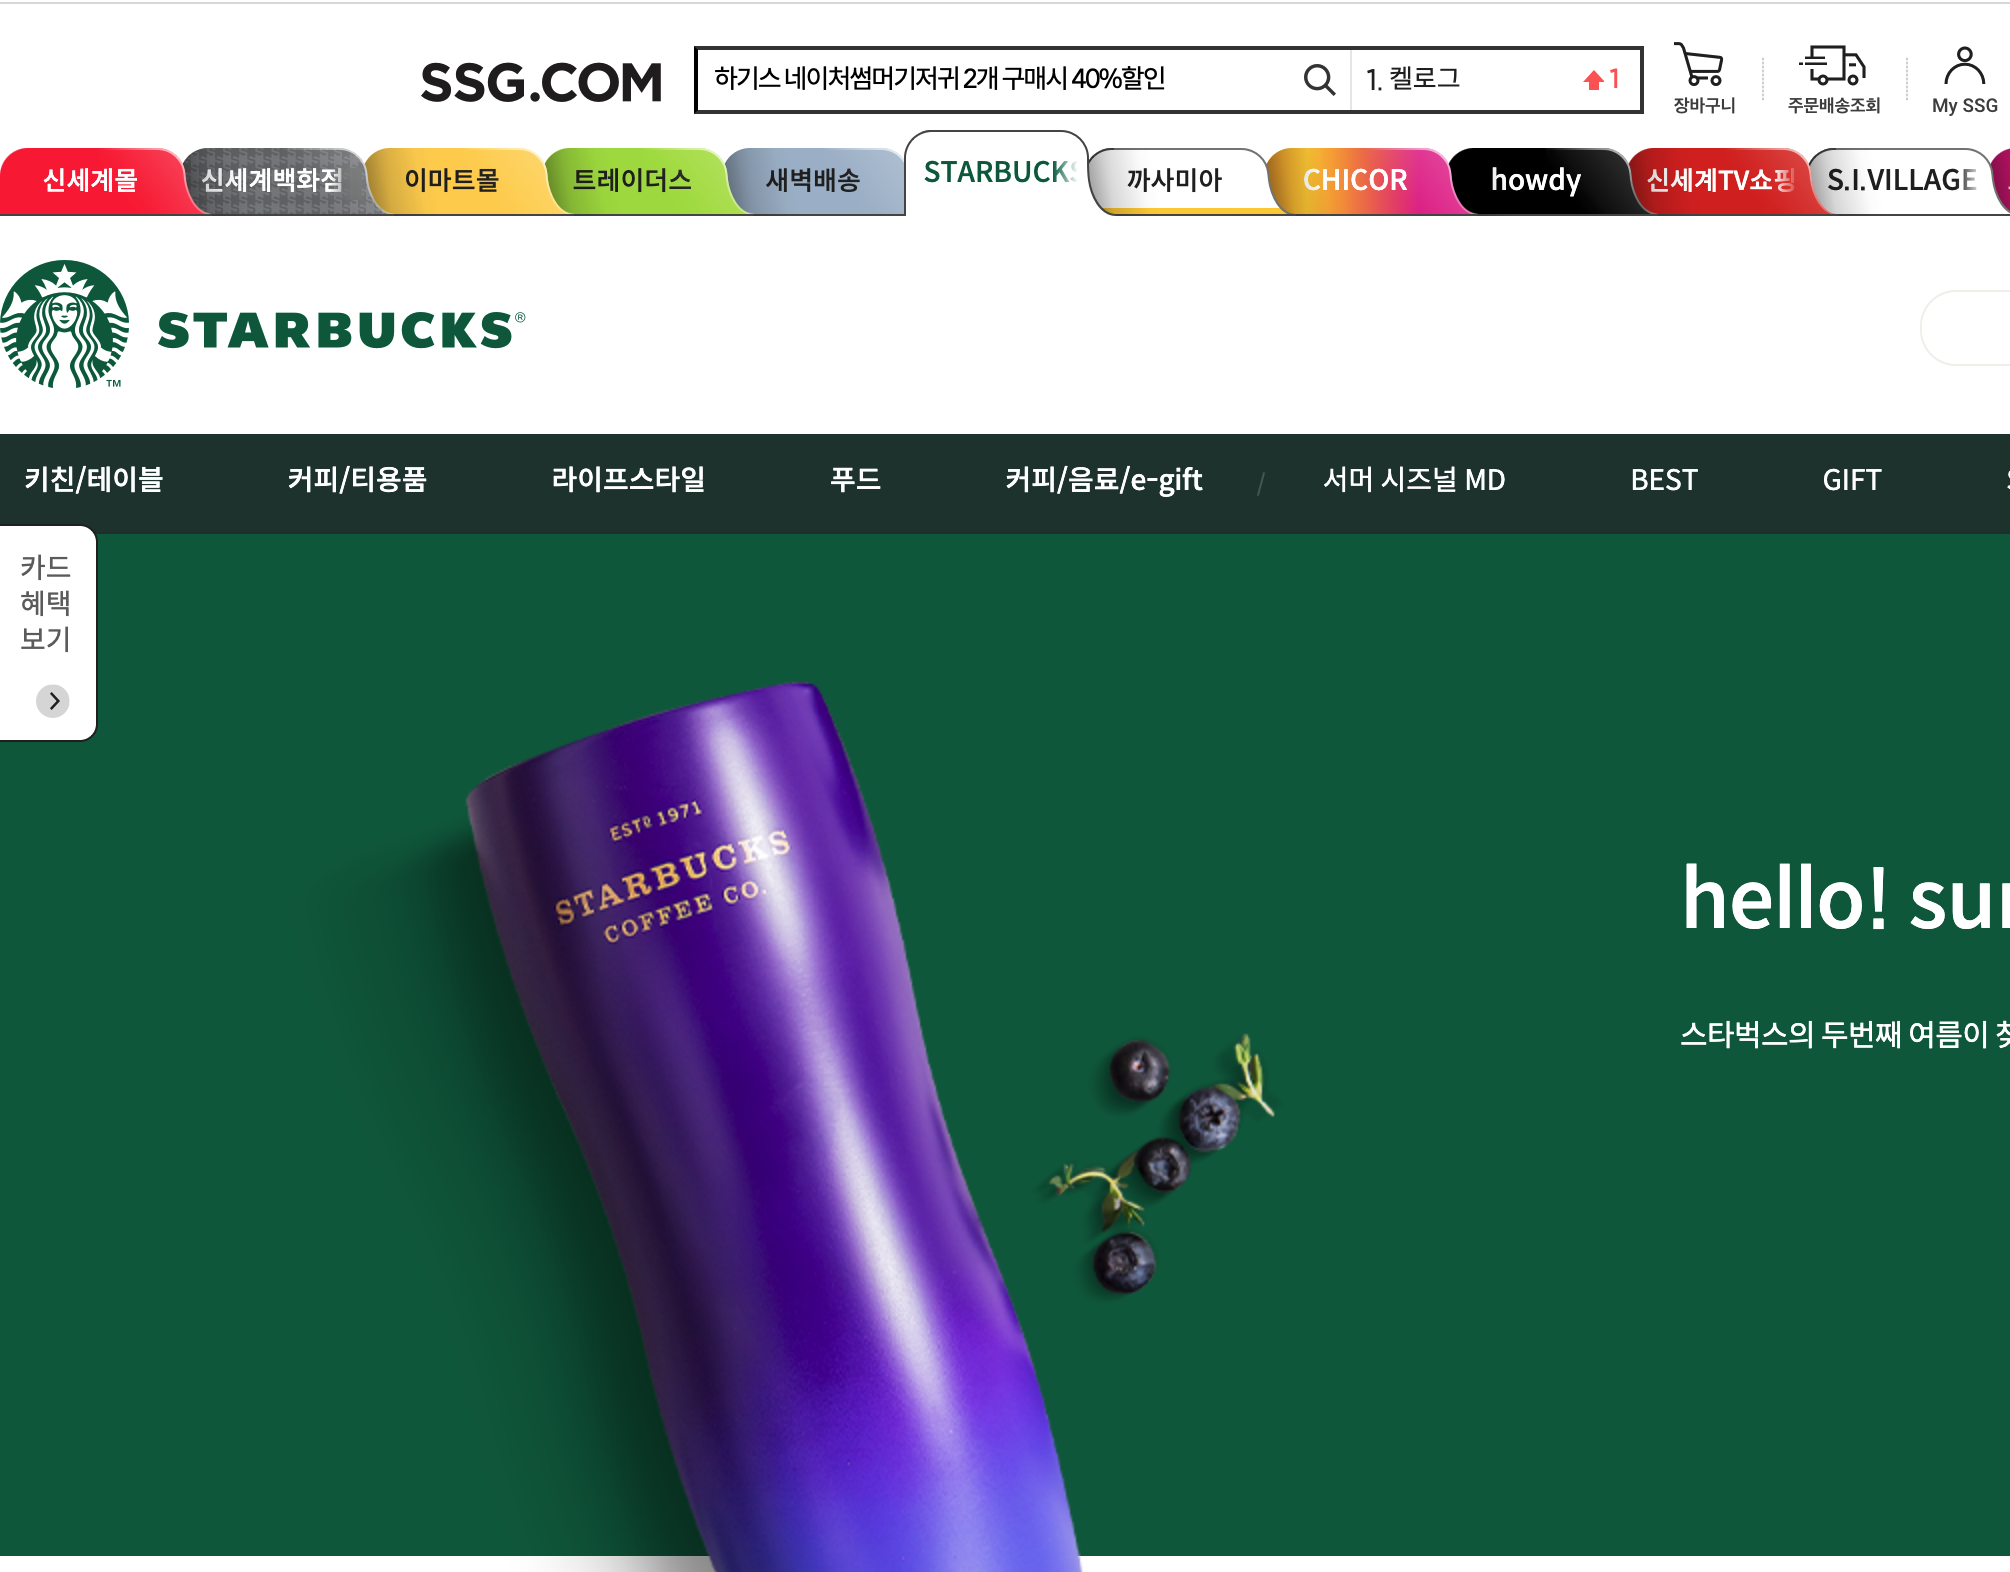 SSG.COM
하기스 네이처썸머기저귀 2개 구매시 40%할인
1. 켈로그
1
장바구니
주문배송조회
My SSG
신세계몰
신세계백화점
이마트몰
트레이더스
새벽배송
STARBUCKS
까사미아
CHICOR
howdy
신세계TV쇼핑
S.I.VILLAGE
STARBUCKS®
TM
키친/테이블
커피/티용품
라이프스타일
푸드
커피/음료/e-gift
/
서머 시즈널 MD
BEST
GIFT
카드
혜택
보기
ESTD 1971
STARBUCKS
COFFEE CO.
hello!
스타벅스의 두번째 여름이